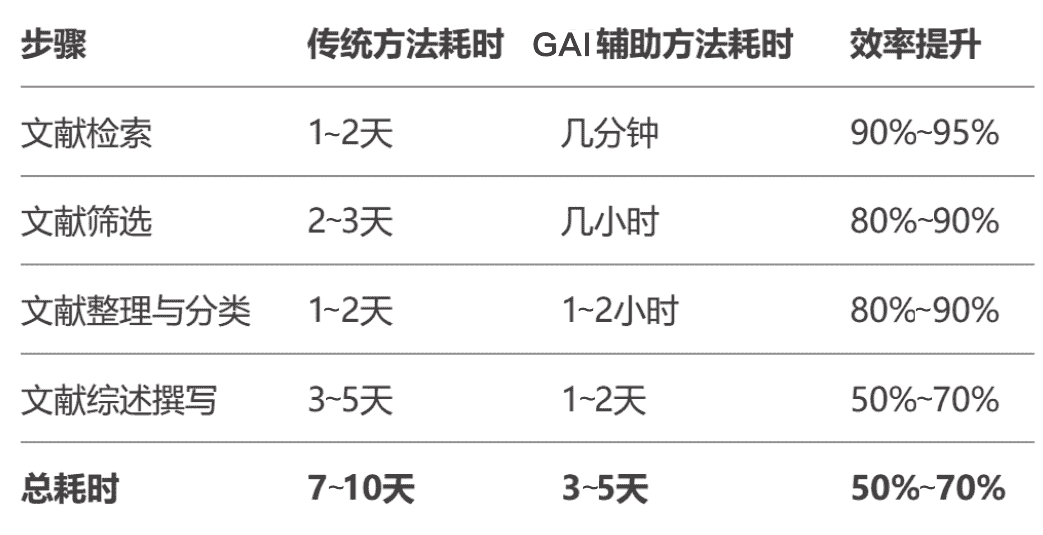 步骤 传统方法耗时 GAI 辅助方法耗时 效率提升
文献检索 1~2天 几分钟 90%~95%
文献筛选 2~3天 几小时 80%~90%
文献整理与分类 1~2天 1~2小时 80%~90%
文献综述撰写 3~5天 1~2天 50%~70%
总耗时 7~10天 3~5天 50%~70%